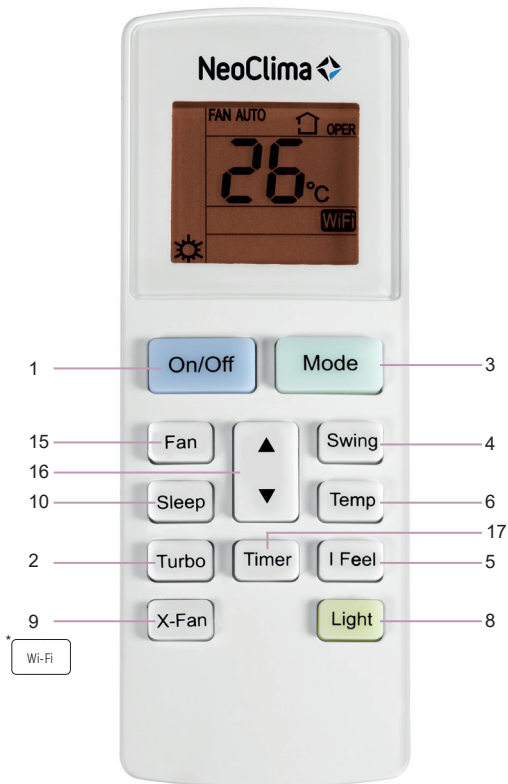 NeoClima
FAN AUTO
OPER
26°C
WiFi
1 On/Off Mode 3
15 Fan ▲ Swing 4
16
10 Sleep ▼ Temp 6
17
2 Turbo Timer I Feel 5
9 X-Fan Light 8
*
Wi-Fi